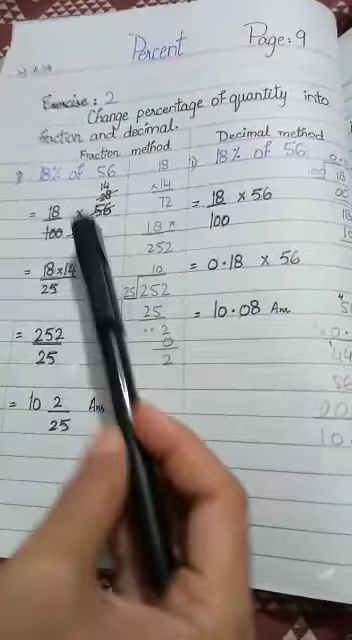 Percent
Page: 9
Exercise: 2
Change percentage of quantity into
fraction and decimal.
Fraction method
i) 18% of 56
14
28
= 18 × 56
100
= 18×14
25
= 252
25
= 10 2 Ans
25
18
×14
72
18 ×
252
10
25 252
25
·· 2
0
2
Decimal method
i) 18% of 56
= 18 × 56
100
= 0.18 × 56
= 10.08 Ans